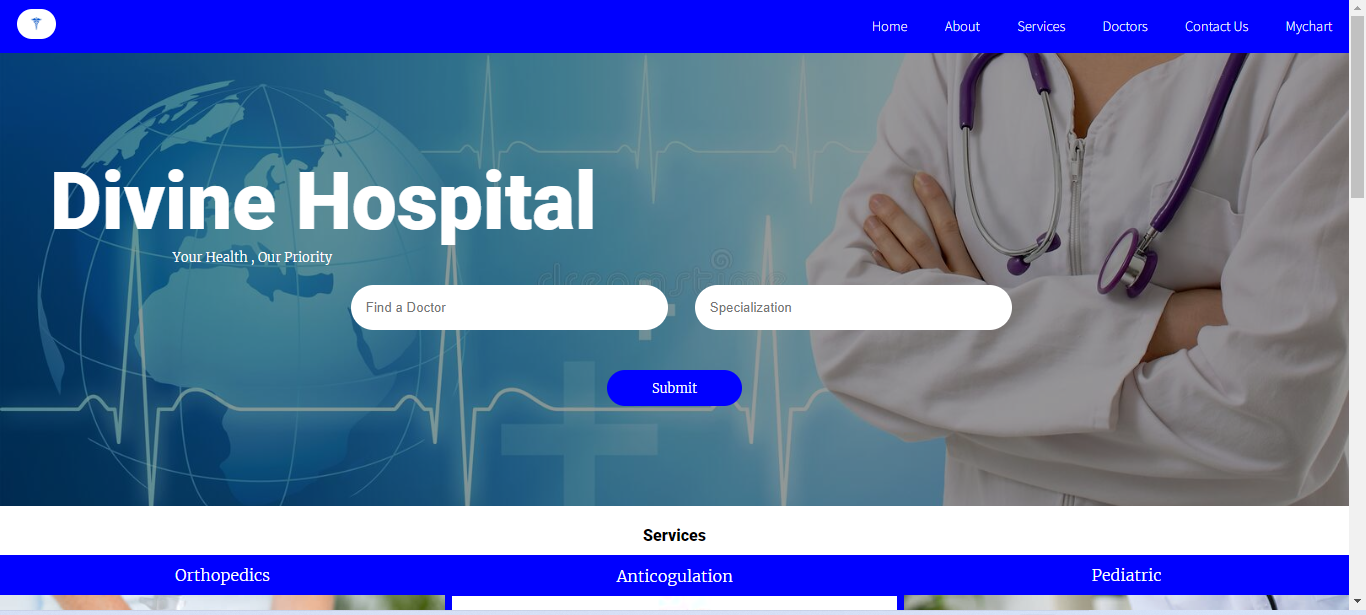 Home About Services Doctors Contact Us Mychart
Divine Hospital
Your Health , Our Priority
dreamstime
Find a Doctor Specialization
Submit
Services
Orthopedics Anticogulation Pediatric